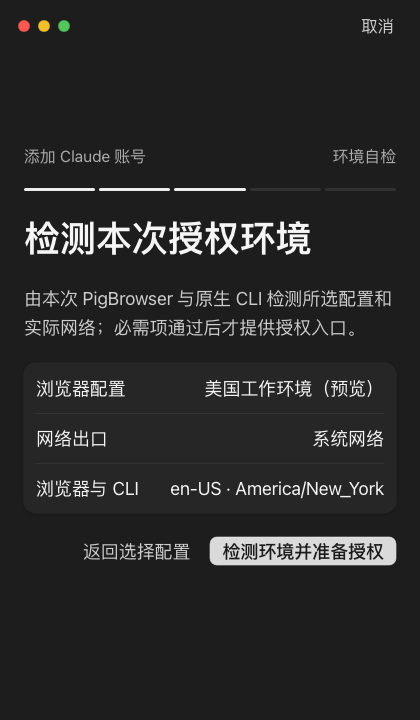 取消
添加 Claude 账号
环境自检
检测本次授权环境
由本次 PigBrowser 与原生 CLI 检测所选配置和
实际网络；必需项通过后才提供授权入口。
浏览器配置 美国工作环境（预览）
网络出口 系统网络
浏览器与 CLI en-US · America/New_York
返回选择配置 检测环境并准备授权